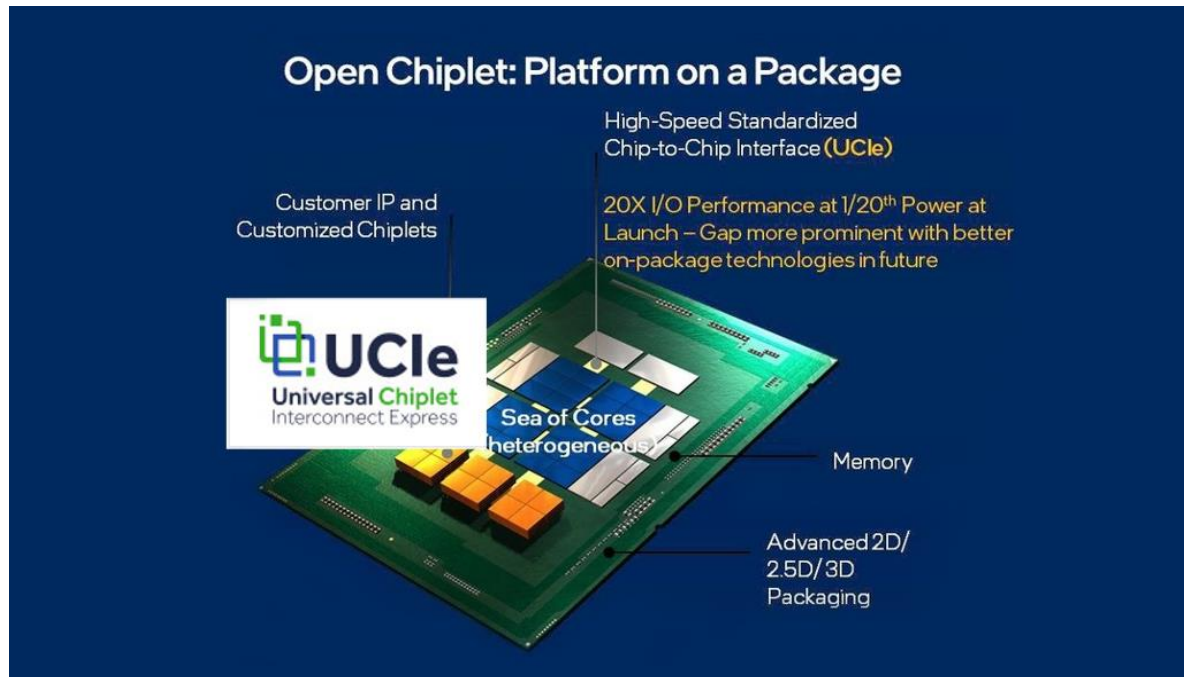 Open Chiplet: Platform on a Package
High-Speed Standardized
Chip-to-Chip Interface (UCIe)
Customer IP and
Customized Chiplets
20X I/O Performance at 1/20th Power at
Launch – Gap more prominent with better
on-package technologies in future
UCIe
Universal Chiplet
Interconnect Express
Sea of Cores
(heterogeneous)
Memory
Advanced 2D/
2.5D/3D
Packaging